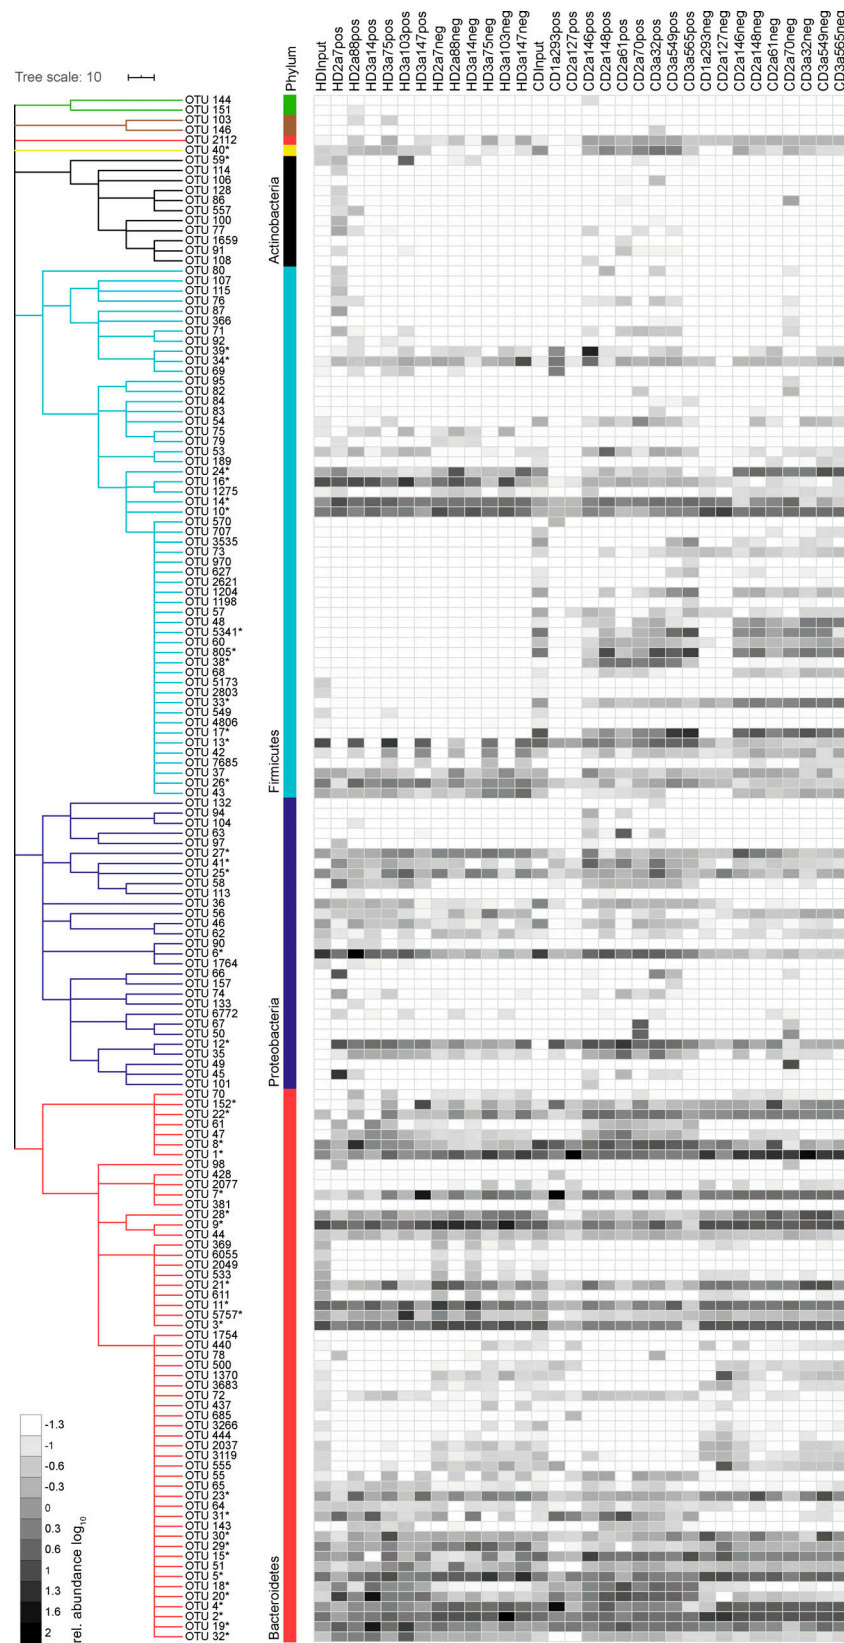 Tree scale: 10
Phylum
HDInput
HD2a7pos
HD2a88pos
HD3a14pos
HD3a75pos
HD3a103pos
HD3a147pos
HD2a7neg
HD2a88neg
HD3a14neg
HD3a75neg
HD3a103neg
HD3a147neg
CDInput
CD1a293pos
CD2a127pos
CD2a146pos
CD2a148pos
CD2a61pos
CD2a70pos
CD3a32pos
CD3a549pos
CD3a565pos
CD1a293neg
CD2a127neg
CD2a146neg
CD2a148neg
CD2a61neg
CD2a70neg
CD3a32neg
CD3a549neg
CD3a565neg
OTU 144
OTU 151
OTU 103
OTU 146
OTU 2112
OTU 40*
OTU 59*
OTU 114
OTU 106
OTU 128
OTU 86
OTU 557
OTU 100
OTU 77
OTU 1659
OTU 91
OTU 108
Actinobacteria
OTU 80
OTU 107
OTU 115
OTU 76
OTU 87
OTU 366
OTU 71
OTU 92
OTU 39*
OTU 34*
OTU 69
OTU 95
OTU 82
OTU 84
OTU 83
OTU 54
OTU 75
OTU 79
OTU 53
OTU 189
OTU 24*
OTU 16*
OTU 1275
OTU 14*
OTU 10*
OTU 570
OTU 707
OTU 3535
OTU 73
OTU 970
OTU 627
OTU 2621
OTU 1204
OTU 1198
OTU 57
OTU 48
OTU 5341*
OTU 60
OTU 805*
OTU 38*
OTU 68
OTU 5173
OTU 2803
OTU 33*
OTU 549
OTU 4806
OTU 17*
OTU 13*
OTU 42
OTU 7685
OTU 37
OTU 26*
OTU 43
Firmicutes
OTU 132
OTU 94
OTU 104
OTU 63
OTU 97
OTU 27*
OTU 41*
OTU 25*
OTU 58
OTU 113
OTU 36
OTU 56
OTU 46
OTU 62
OTU 90
OTU 6*
OTU 1764
OTU 66
OTU 157
OTU 74
OTU 133
OTU 6772
OTU 67
OTU 50
OTU 12*
OTU 35
OTU 49
OTU 45
OTU 101
Proteobacteria
OTU 70
OTU 152*
OTU 22*
OTU 61
OTU 47
OTU 8*
OTU 1*
OTU 98
OTU 428
OTU 2077
OTU 7*
OTU 381
OTU 28*
OTU 9*
OTU 44
OTU 369
OTU 6055
OTU 2049
OTU 533
OTU 21*
OTU 611
OTU 11*
OTU 5757*
OTU 3*
OTU 1754
OTU 440
OTU 78
OTU 500
OTU 1370
OTU 3683
OTU 72
OTU 437
OTU 685
OTU 3266
OTU 444
OTU 2037
OTU 3119
OTU 555
OTU 55
OTU 65
OTU 23*
OTU 64
OTU 31*
OTU 143
OTU 30*
OTU 29*
OTU 15*
OTU 51
OTU 5*
OTU 18*
OTU 20*
OTU 4*
OTU 2*
OTU 19*
OTU 32*
Bacteroidetes
-1.3
-1
-0.6
-0.3
0
0.3
0.6
1
1.3
1.6
2
rel. abundance log10